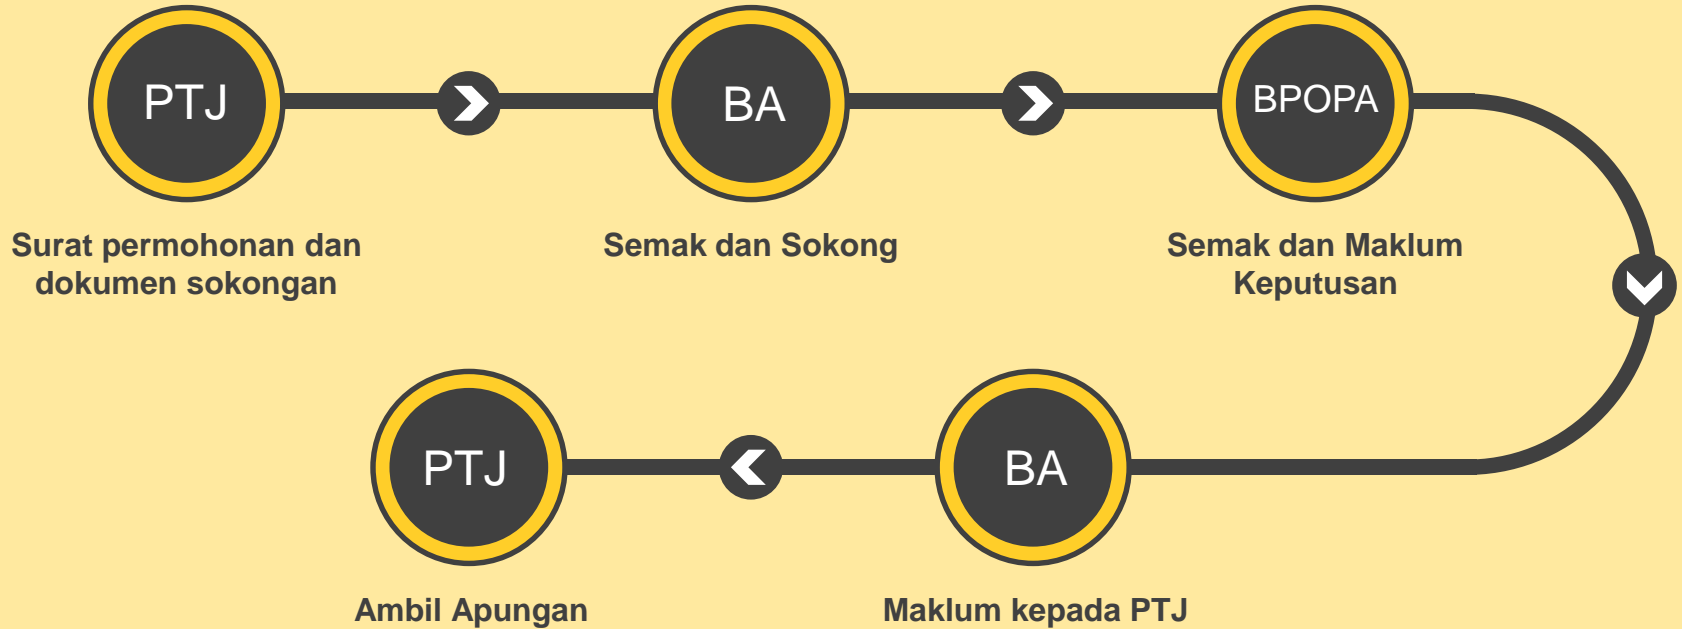 PTJ
Surat permohonan dan
dokumen sokongan
BA
Semak dan Sokong
BPOPA
Semak dan Maklum
Keputusan
BA
Maklum kepada PTJ
PTJ
Ambil Apungan